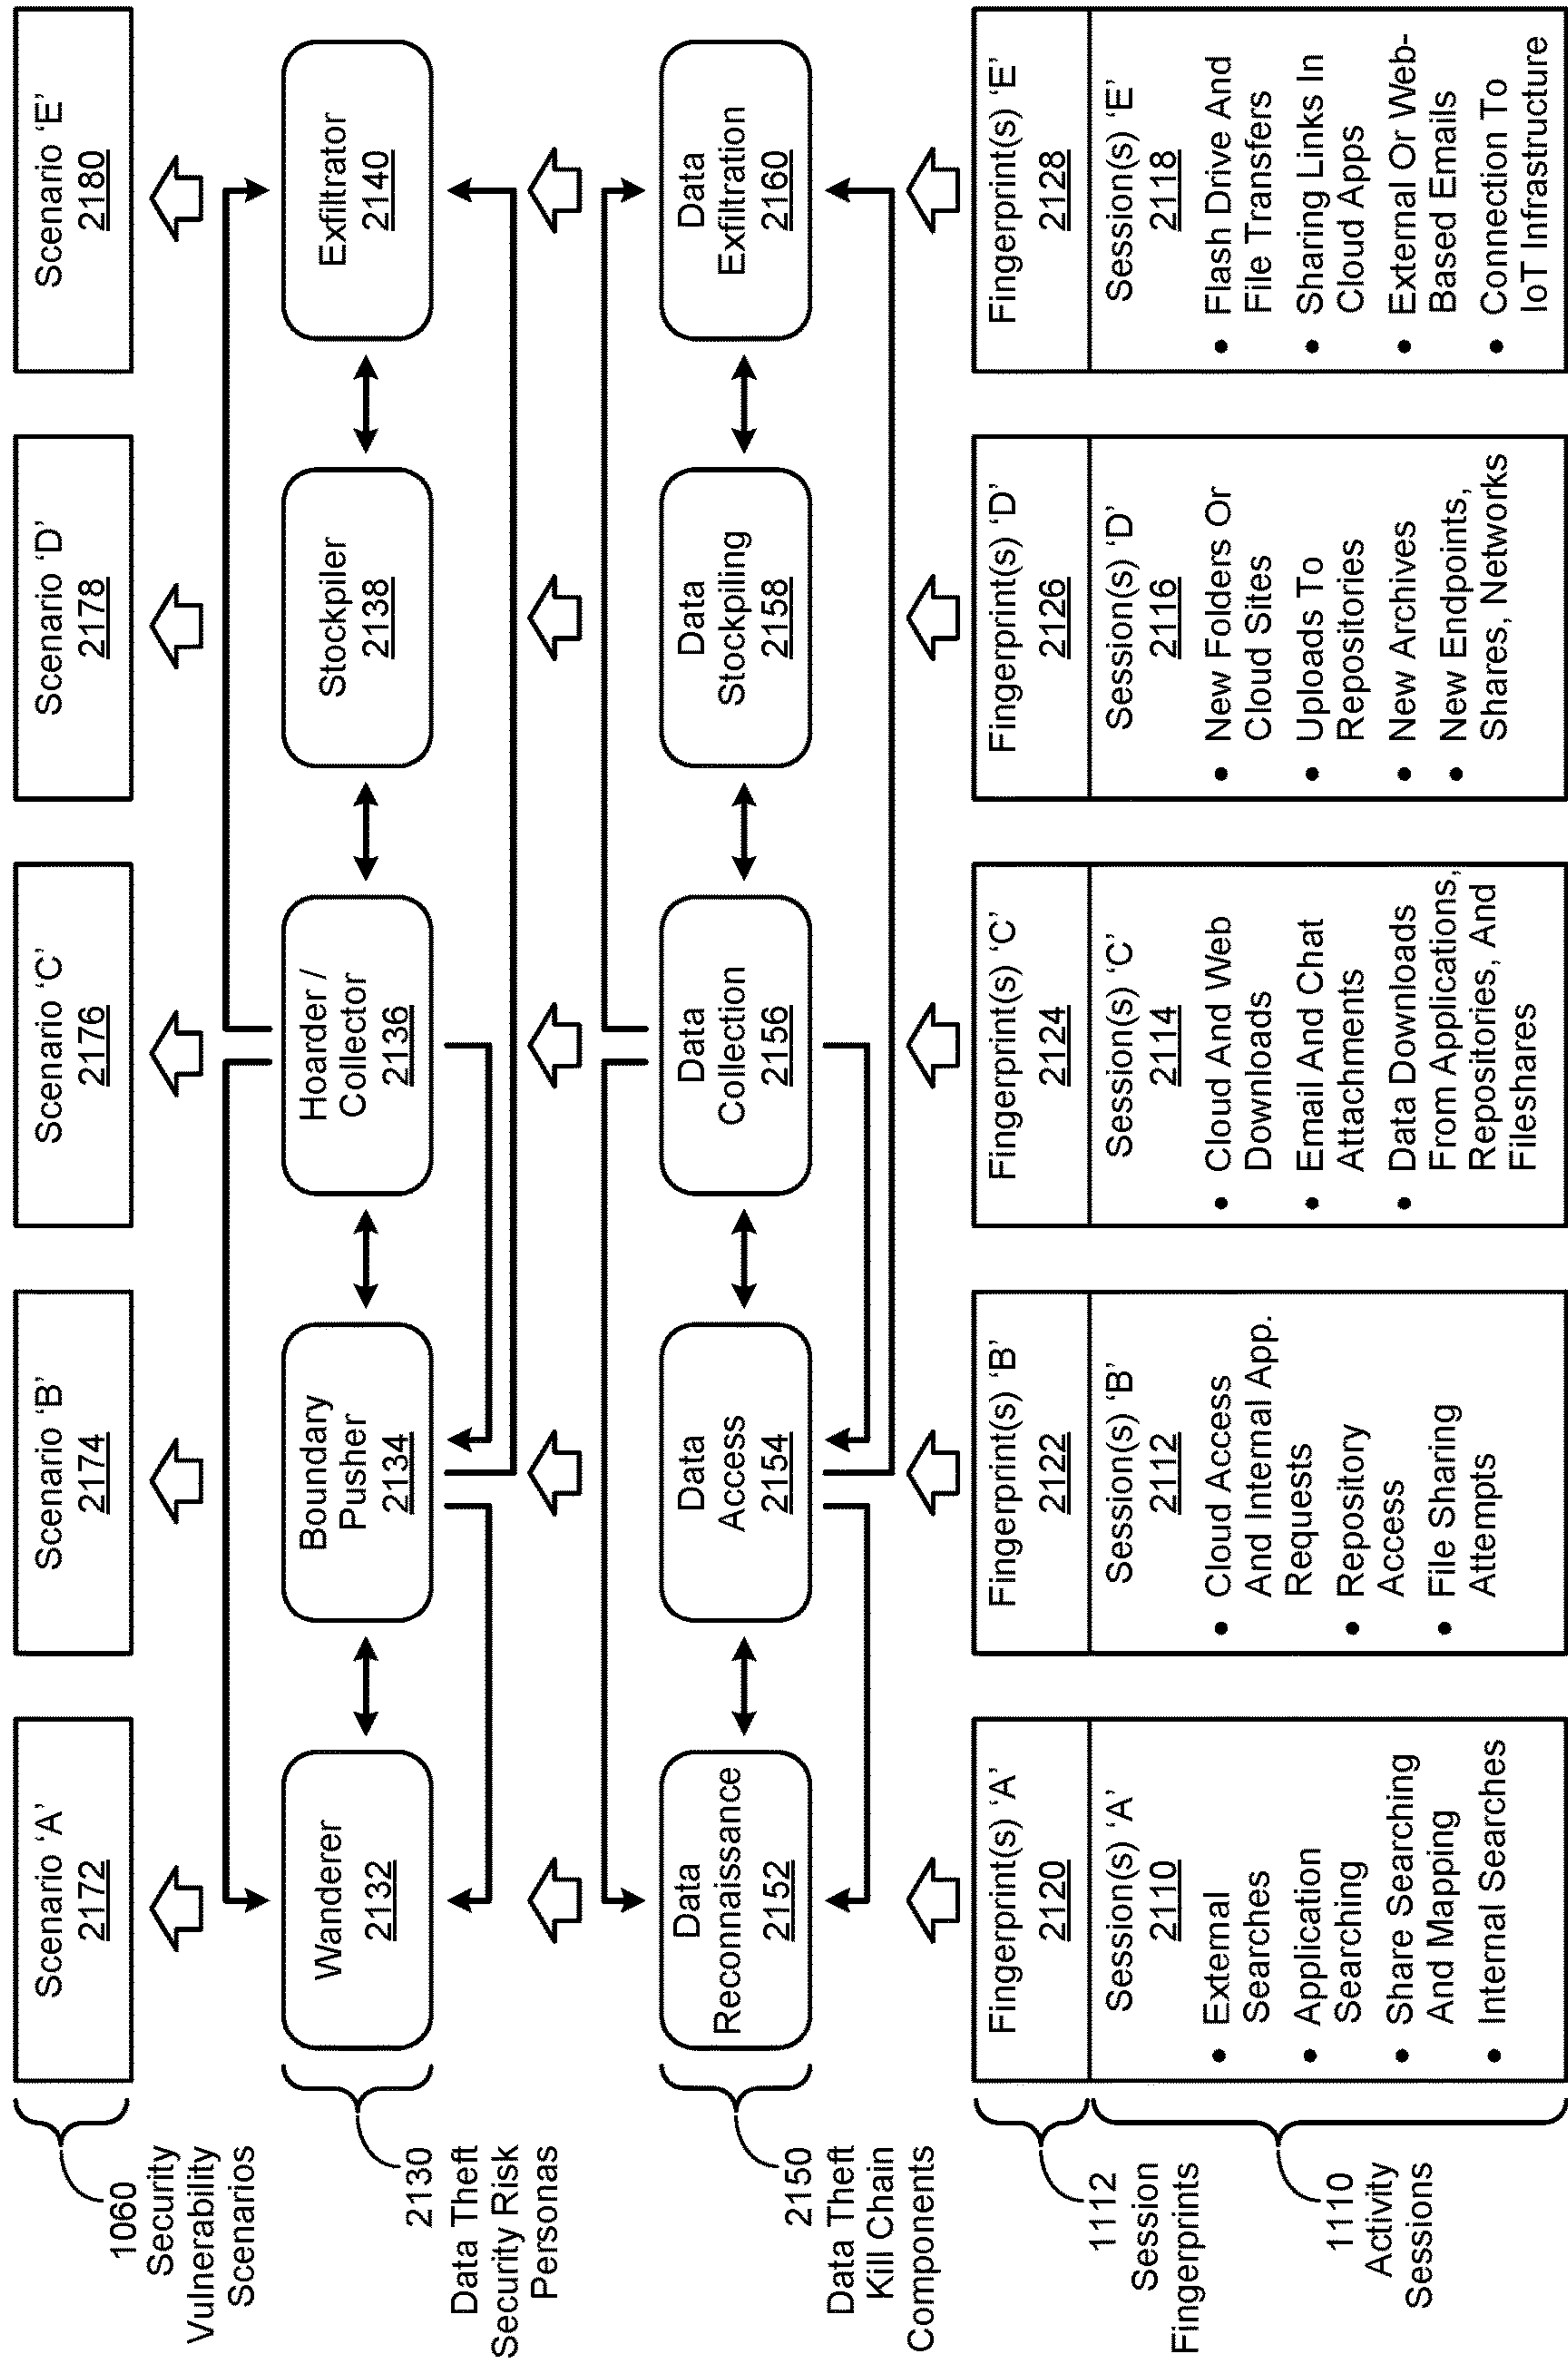 1060
Security
Vulnerability
Scenarios
Scenario ‘A’
2172
Scenario ‘B’
2174
Scenario ‘C’
2176
Scenario ‘D’
2178
Scenario ‘E’
2180
2130
Data Theft
Security Risk
Personas
Wanderer
2132
Boundary
Pusher
2134
Hoarder /
Collector
2136
Stockpiler
2138
Exfiltrator
2140
2150
Data Theft
Kill Chain
Components
Data
Reconnaissance
2152
Data
Access
2154
Data
Collection
2156
Data
Stockpiling
2158
Data
Exfiltration
2160
1112
Session
Fingerprints
Fingerprint(s) ‘A’
2120
Fingerprint(s) ‘B’
2122
Fingerprint(s) ‘C’
2124
Fingerprint(s) ‘D’
2126
Fingerprint(s) ‘E’
2128
1110
Activity
Sessions
Session(s) ‘A’
2110
• External
Searches
• Application
Searching
• Share Searching
And Mapping
• Internal Searches
Session(s) ‘B’
2112
• Cloud Access
And Internal App.
Requests
• Repository
Access
• File Sharing
Attempts
Session(s) ‘C’
2114
• Cloud And Web
Downloads
• Email And Chat
Attachments
• Data Downloads
From Applications,
Repositories, And
Fileshares
Session(s) ‘D’
2116
• New Folders Or
Cloud Sites
• Uploads To
Repositories
• New Archives
• New Endpoints,
Shares, Networks
Session(s) ‘E’
2118
• Flash Drive And
File Transfers
• Sharing Links In
Cloud Apps
• External Or Web-
Based Emails
• Connection To
IoT Infrastructure